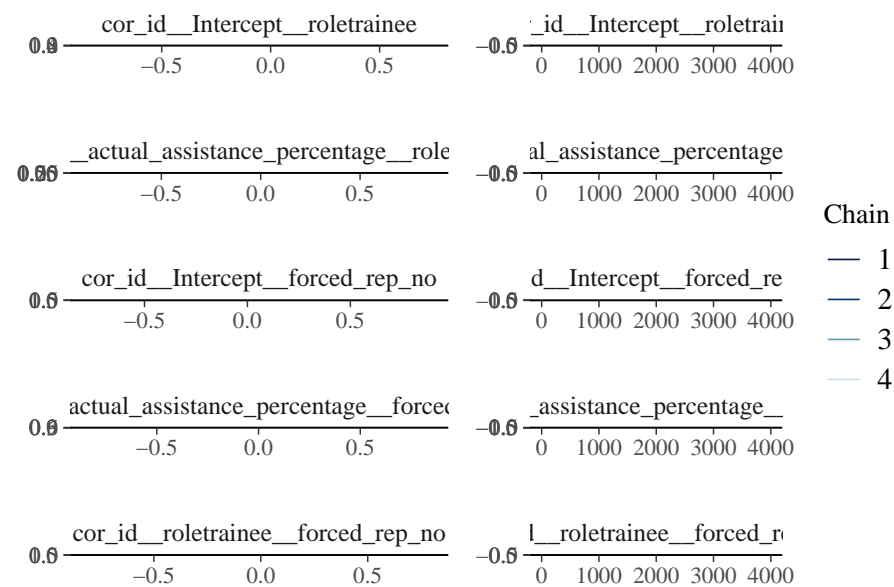 cor_id__Intercept__roletrainee
_id__Intercept__roletrai
−0.5 0.0 0.5
0 1000 2000 3000 4000
__actual_assistance_percentage__role
al_assistance_percentage
−0.5 0.0 0.5
0 1000 2000 3000 4000
Chain
1
2
3
4
cor_id__Intercept__forced_rep_no
d__Intercept__forced_re
−0.5 0.0 0.5
0 1000 2000 3000 4000
actual_assistance_percentage__forced
_assistance_percentage__
−0.5 0.0 0.5
0 1000 2000 3000 4000
cor_id__roletrainee__forced_rep_no
__roletrainee__forced_r
−0.5 0.0 0.5
0 1000 2000 3000 4000